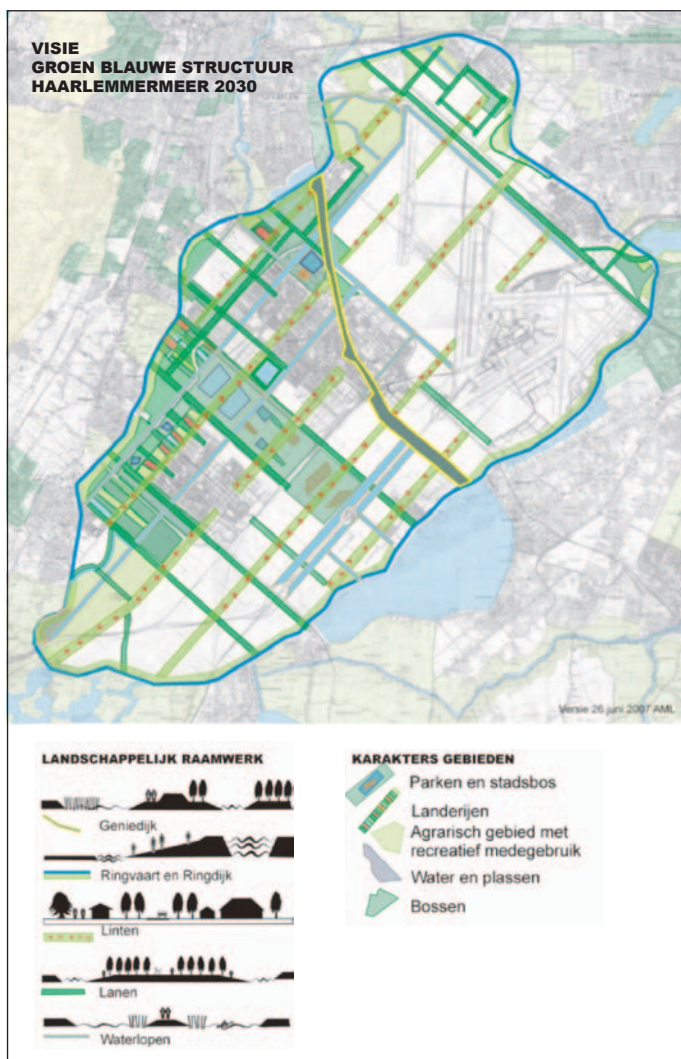 VISIE
GROEN BLAUWE STRUCTUUR
HAARLEMMERMEER 2030
Versie 26 juni 2007 AML
LANDSCHAPPELIJK RAAMWERK
Geniedijk
Ringvaart en Ringdijk
Linten
Lanen
Waterlopen
KARAKTERS GEBIEDEN
Parken en stadsbos
Landerijen
Agrarisch gebied met
recreatief medegebruik
Water en plassen
Bossen